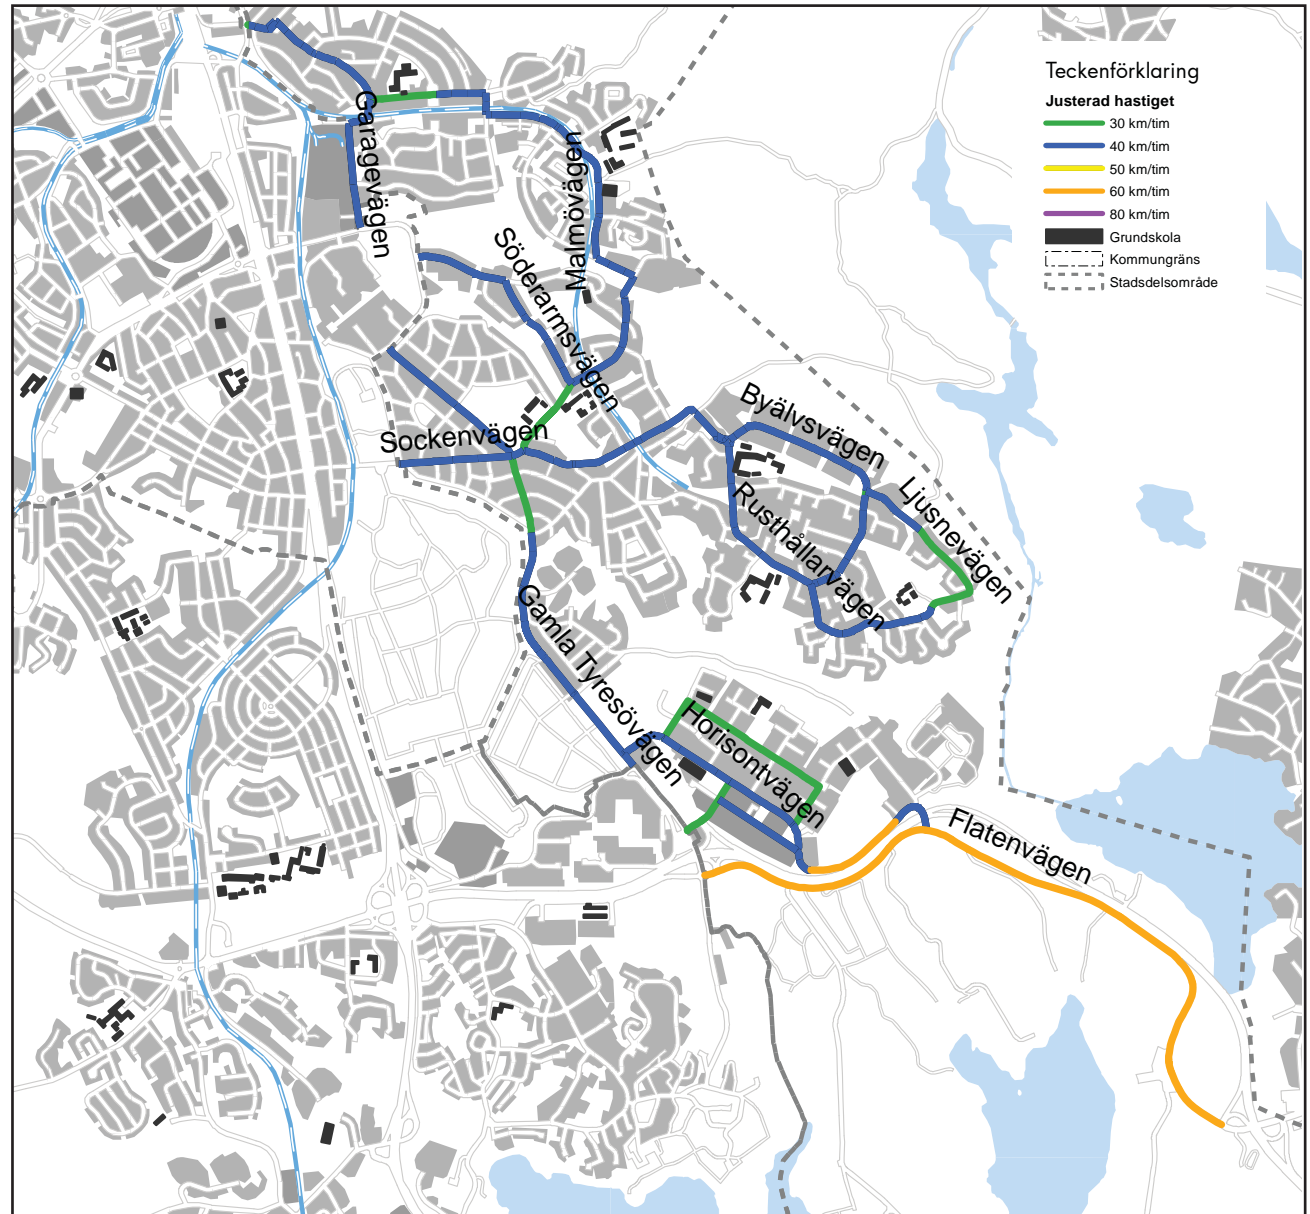 Teckenförklaring
Justerad hastiget
30 km/tim
40 km/tim
50 km/tim
60 km/tim
80 km/tim
Grundskola
Kommungräns
Stadsdelsområde
Garagevägen
Malmövägen
Söderarmsvägen
Sockenvägen
Byälvsvägen
Ljusnevägen
Rusthållarvägen
Gamla Tyresövägen
Horisontvägen
Flatenvägen